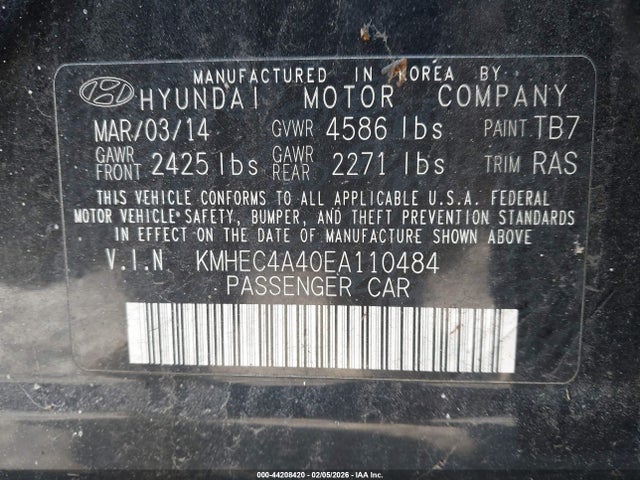 MANUFACTURED IN KOREA BY
HYUNDAI MOTOR COMPANY
MAR/03/14 GVWR 4586 lbs PAINT TB7
GAWR FRONT 2425 lbs GAWR REAR 2271 lbs TRIM RAS
THIS VEHICLE CONFORMS TO ALL APPLICABLE U.S.A. FEDERAL
MOTOR VEHICLE SAFETY, BUMPER, AND THEFT PREVENTION STANDARDS
IN EFFECT ON THE DATE OF MANUFACTURE SHOWN ABOVE
V.I.N KMHEC4A40EA110484
PASSENGER CAR
000-44208420 - 02/05/2026 - IAA Inc.